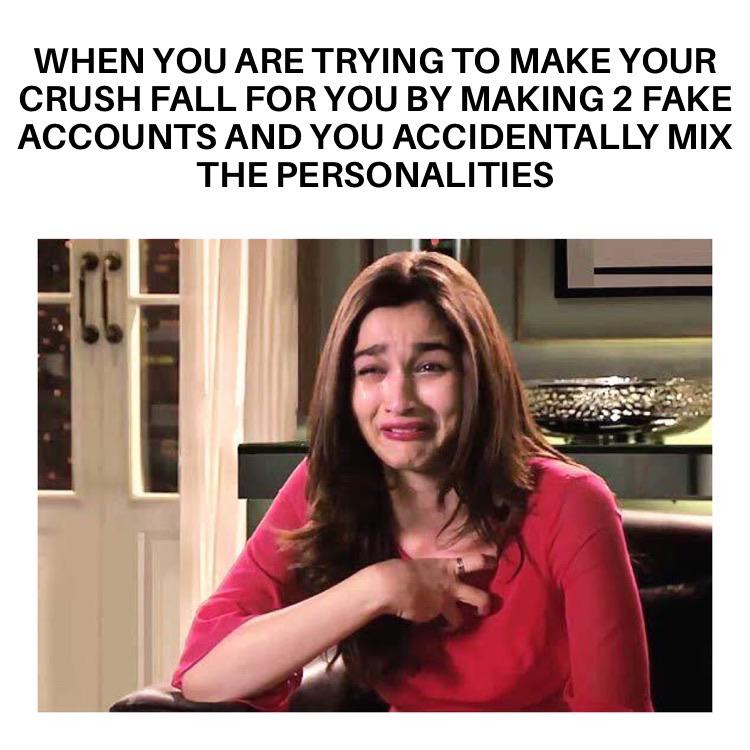 WHEN YOU ARE TRYING TO MAKE YOUR
CRUSH FALL FOR YOU BY MAKING 2 FAKE
ACCOUNTS AND YOU ACCIDENTALLY MIX
THE PERSONALITIES